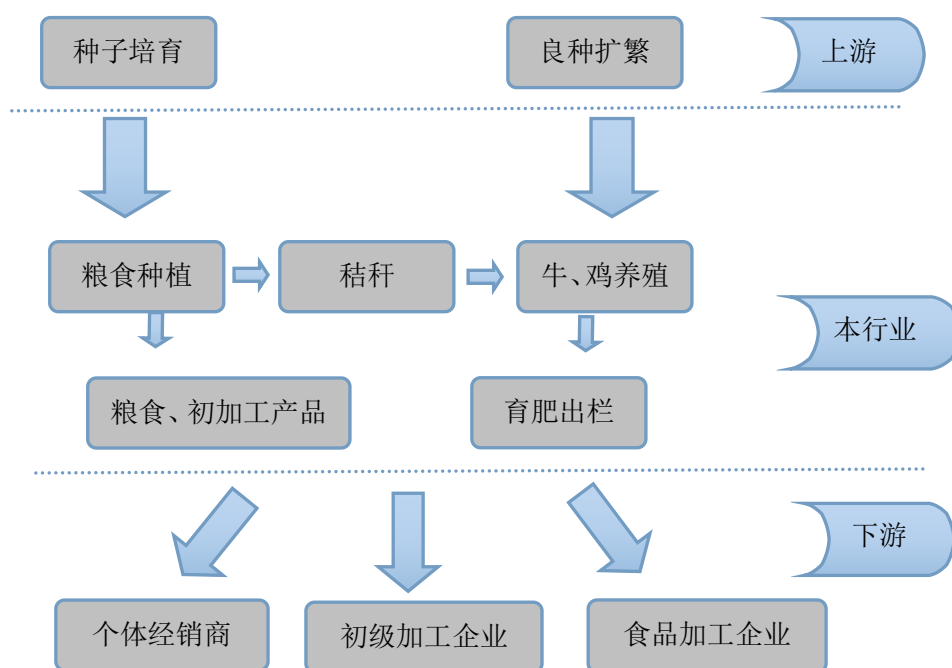 种子培育
良种扩繁
上游
粮食种植
秸秆
牛、鸡养殖
本行业
粮食、初加工产品
育肥出栏
下游
个体经销商
初级加工企业
食品加工企业